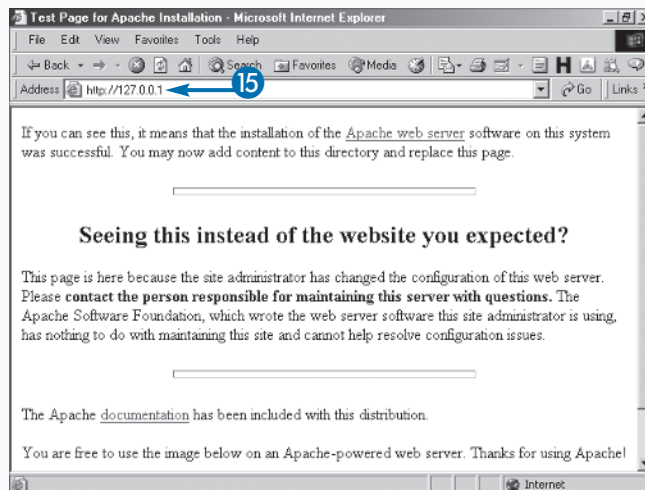 Test Page for Apache Installation - Microsoft Internet Explorer
File Edit View Favorites Tools Help
Back Search Favorites Media H
Address http://127.0.0.1 Go Links
15
If you can see this, it means that the installation of the Apache web server software on this system
was successful. You may now add content to this directory and replace this page.
Seeing this instead of the website you expected?
This page is here because the site administrator has changed the configuration of this web server.
Please contact the person responsible for maintaining this server with questions. The
Apache Software Foundation, which wrote the web server software this site administrator is using,
has nothing to do with maintaining this site and cannot help resolve configuration issues.
The Apache documentation has been included with this distribution.
You are free to use the image below on an Apache-powered web server. Thanks for using Apache!
Internet